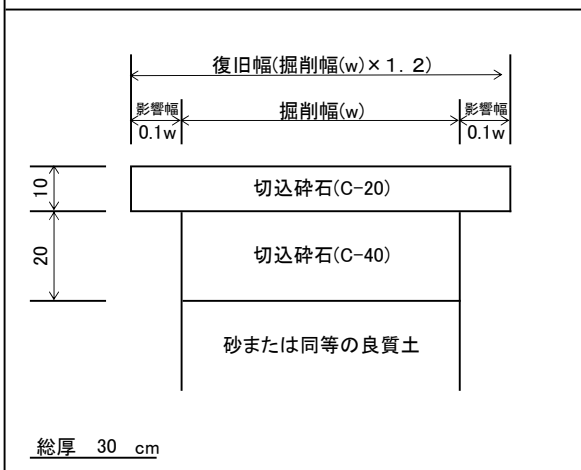 復旧幅(掘削幅(w)×1.2)
影響幅 掘削幅(w) 影響幅
0.1w 0.1w
10 切込砕石(C-20)
20 切込砕石(C-40)
砂または同等の良質土
総厚 30 cm